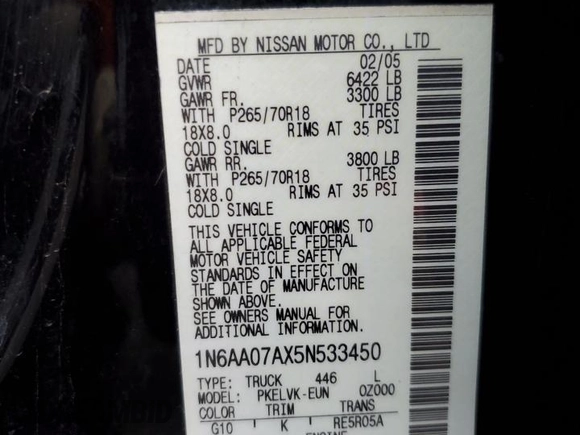 MFD BY NISSAN MOTOR CO., LTD
DATE 02/05
GVWR 6422 LB
GAWR FR. 3300 LB
WITH P265/70R18 TIRES
18X8.0 RIMS AT 35 PSI
COLD SINGLE
GAWR RR. 3800 LB
WITH P265/70R18 TIRES
18X8.0 RIMS AT 35 PSI
COLD SINGLE
THIS VEHICLE CONFORMS TO
ALL APPLICABLE FEDERAL
MOTOR VEHICLE SAFETY
STANDARDS IN EFFECT ON
THE DATE OF MANUFACTURE
SHOWN ABOVE.
SEE OWNERS MANUAL FOR
ADDITIONAL INFORMATION
1N6AA07AX5N533450
TYPE: TRUCK 446 L
MODEL: PKELVK-EUN 0Z000
COLOR TRIM TRANS
G10 K RE5R05A
ENGINE